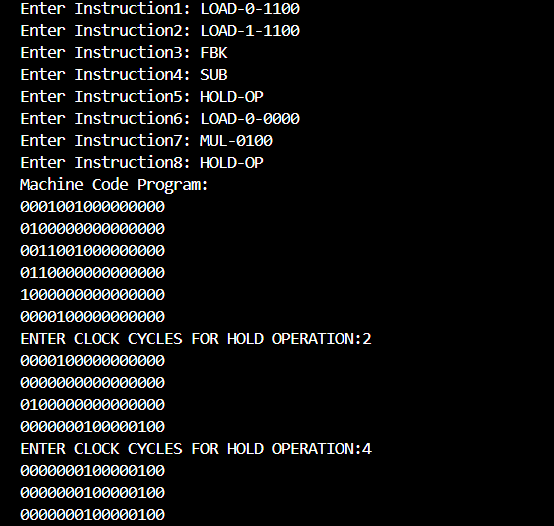 Enter Instruction1: LOAD-0-1100
Enter Instruction2: LOAD-1-1100
Enter Instruction3: FBK
Enter Instruction4: SUB
Enter Instruction5: HOLD-OP
Enter Instruction6: LOAD-0-0000
Enter Instruction7: MUL-0100
Enter Instruction8: HOLD-OP
Machine Code Program:
0001001000000000
0100000000000000
0011001000000000
0110000000000000
1000000000000000
0000100000000000
ENTER CLOCK CYCLES FOR HOLD OPERATION:2
0000100000000000
0000000000000000
0100000000000000
0000000100000100
ENTER CLOCK CYCLES FOR HOLD OPERATION:4
0000000100000100
0000000100000100
0000000100000100